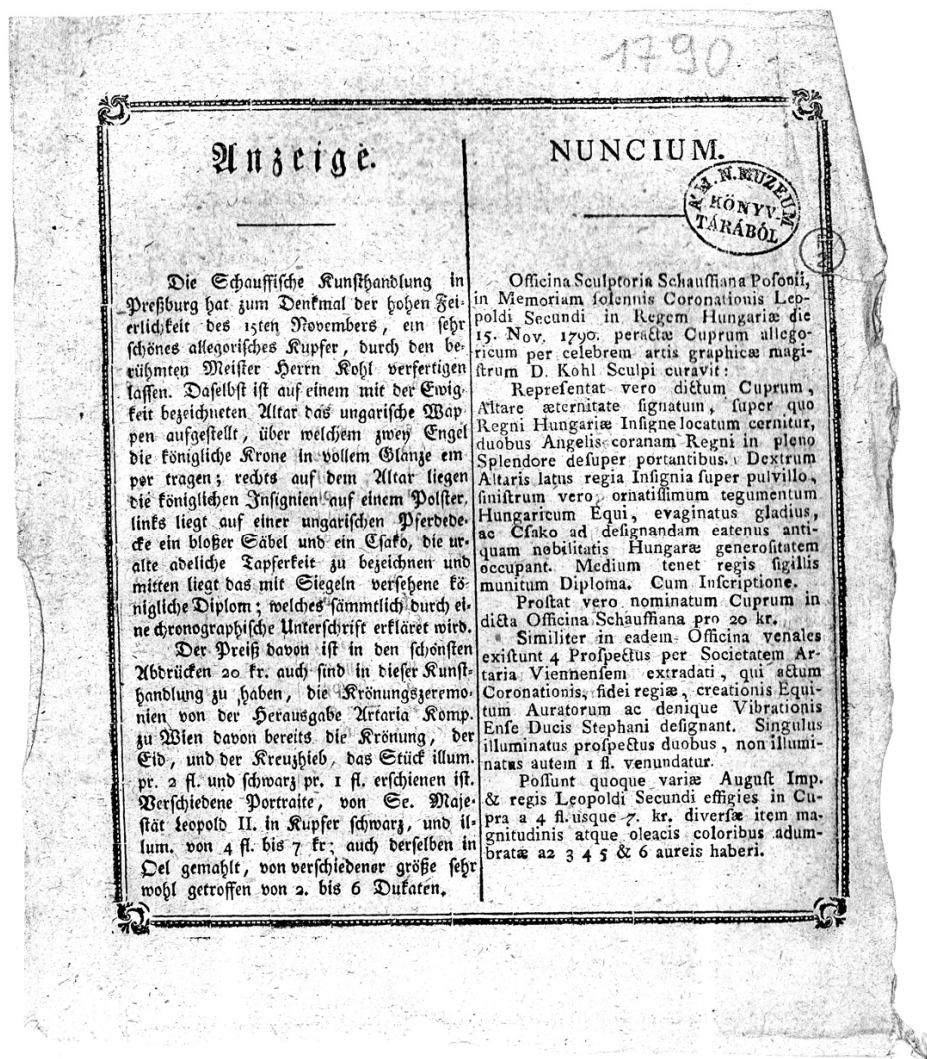 1790
Anzeige.
Die Schauffische Kunsthandlung in
Preßburg hat zum Denkmal der hohen Fei-
erlichkeit des 15ten Novembers, ein sehr
schönes allegorisches Kupfer, durch den be-
rühmten Meister Herrn Kohl verfertigen
lassen. Daselbst ist auf einem mit der Ewig-
keit bezeichneten Altar das ungarische Wap-
pen aufgestellt, über welchem zwey Engel
die königliche Krone in vollem Glanze em
por tragen; rechts auf dem Altar liegen
die königlichen Insignien auf einem Polster,
links liegt auf einer ungarischen Pferdede-
cke ein bloßer Säbel und ein Csako, die ur-
alte adeliche Tapferkeit zu bezeichnen und
mitten liegt das mit Siegeln versehene kö-
nigliche Diplom; welches sämmtlich durch ei-
ne chronographische Unterschrift erkläret wird.
Der Preiß davon ist in den schönsten
Abdrücken 20 kr. auch sind in dieser Kunst-
handlung zu haben, die Krönungszeremo-
nien von der Herausgabe Artaria Komp.
zu Wien davon bereits die Krönung, der
Eid, und der Kreuzhieb, das Stück illum.
pr. 2 fl. und schwarz pr. 1 fl. erschienen ist.
Verschiedene Portraite, von Se. Maje-
stät Leopold II. in Kupfer schwarz, und il-
lum. von 4 fl. bis 7 kr; auch derselben in
Oel gemahlt, von verschiedener größe sehr
wohl getroffen von 2. bis 6 Dukaten.
NUNCIUM.
A M. N. MUZEUM
KÖNYV-
TÁRÁBÓL
Officina Sculptoria Schauffiana Posonii,
in Memoriam solennis Coronationis Leo-
poldi Secundi in Regem Hungariæ die
15. Nov. 1790. peractæ Cuprum allego-
ricum per celebrem artis graphicæ magi-
strum D. Kohl Sculpi curavit:
Repræsentat vero dictum Cuprum,
Altare æternitate signatum, super quo
Regni Hungariæ Insigne locatum cernitur,
duobus Angelis coranam Regni in pleno
Splendore desuper portantibus. Dextrum
Altaris latus regia Insignia super pulvillo,
sinistrum vero ornatissimum tegumentum
Hungaricum Equi, evaginatus gladius,
ac Csako ad designandam eatenus anti-
quam nobilitatis Hungaræ generositatem
occupant. Medium tenet regis sigillis
munitum Diploma. Cum Inscriptione.
Prostat vero nominatum Cuprum in
dicta Officina Schauffiana pro 20 kr.
Similiter in eadem Officina venales
existunt 4 Prospectus per Societatem Ar-
taria Viennensem extradati, qui actum
Coronationis, fidei regiæ, creationis Equi-
tum Auratorum ac denique Vibrationis
Ense Ducis Stephani designant. Singulus
illuminatus prospectus duobus, non illumi-
natus autem 1 fl. venundatur.
Possunt quoque variæ August Imp.
& regis Leopoldi Secundi effigies in Cu-
pra a 4 fl. usque 7. kr. diversæ item ma-
gnitudinis atque oleacis coloribus adum-
bratæ a 2 3 4 5 & 6 aureis haberi.